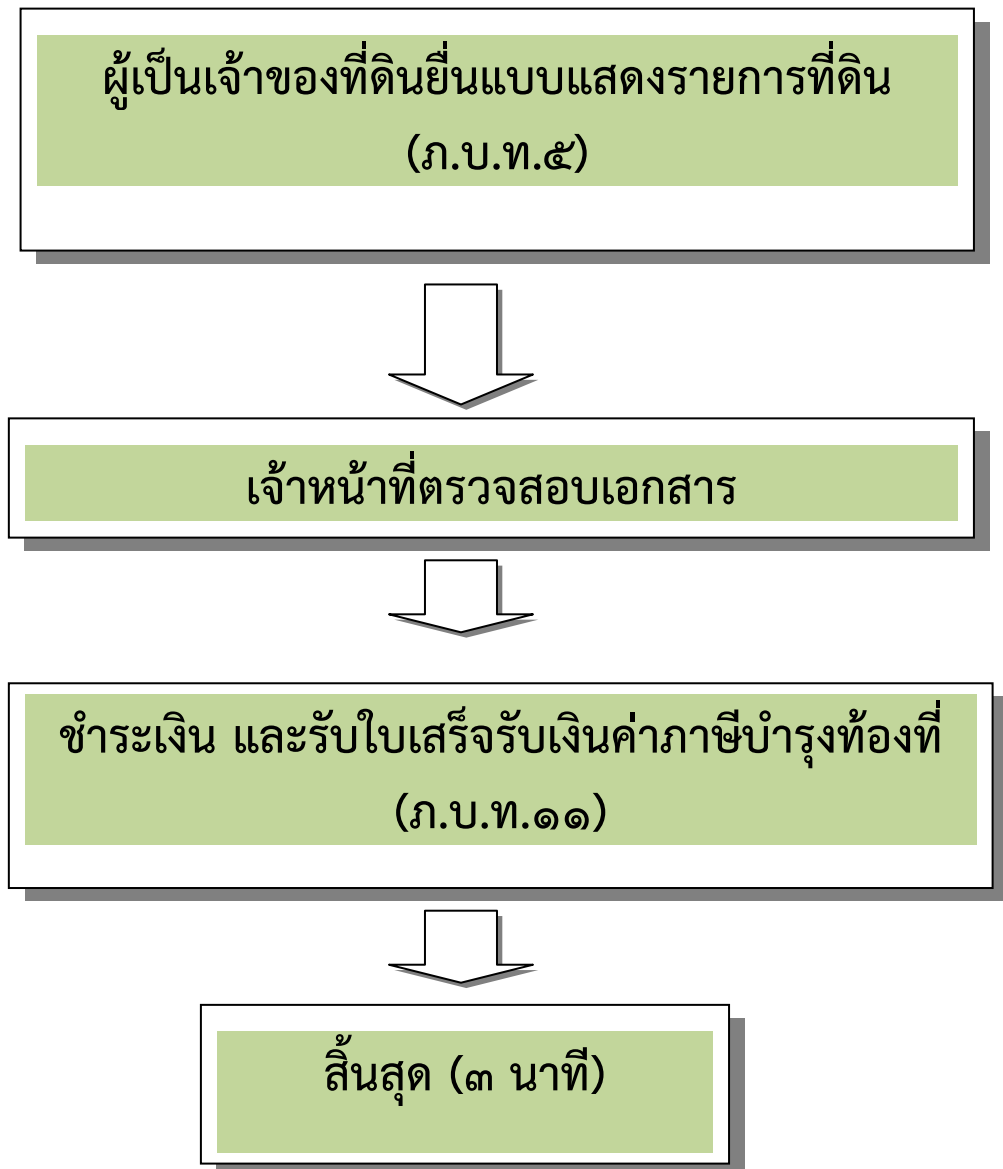 ผู้เป็นเจ้าของที่ดินยื่นแบบแสดงรายการที่ดิน
(ภ.บ.ท.๕)
เจ้าหน้าที่ตรวจสอบเอกสาร
ชำระเงิน และรับใบเสร็จรับเงินค่าภาษีบำรุงท้องที่
(ภ.บ.ท.๑๑)
สิ้นสุด (๓ นาที)